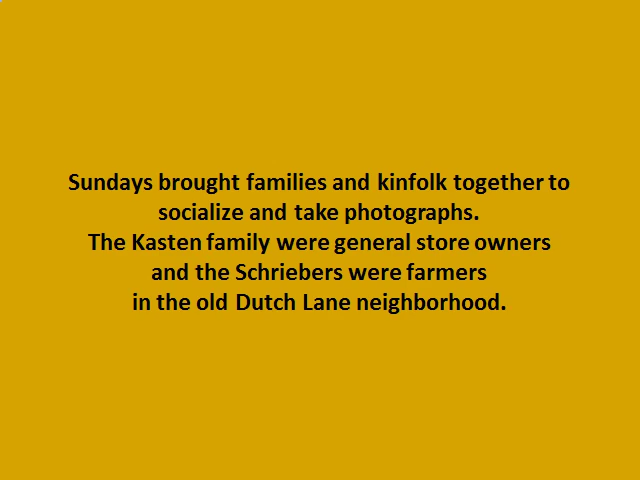 Sundays brought families and kinfolk together to
socialize and take photographs.
The Kasten family were general store owners
and the Schriebers were farmers
in the old Dutch Lane neighborhood.